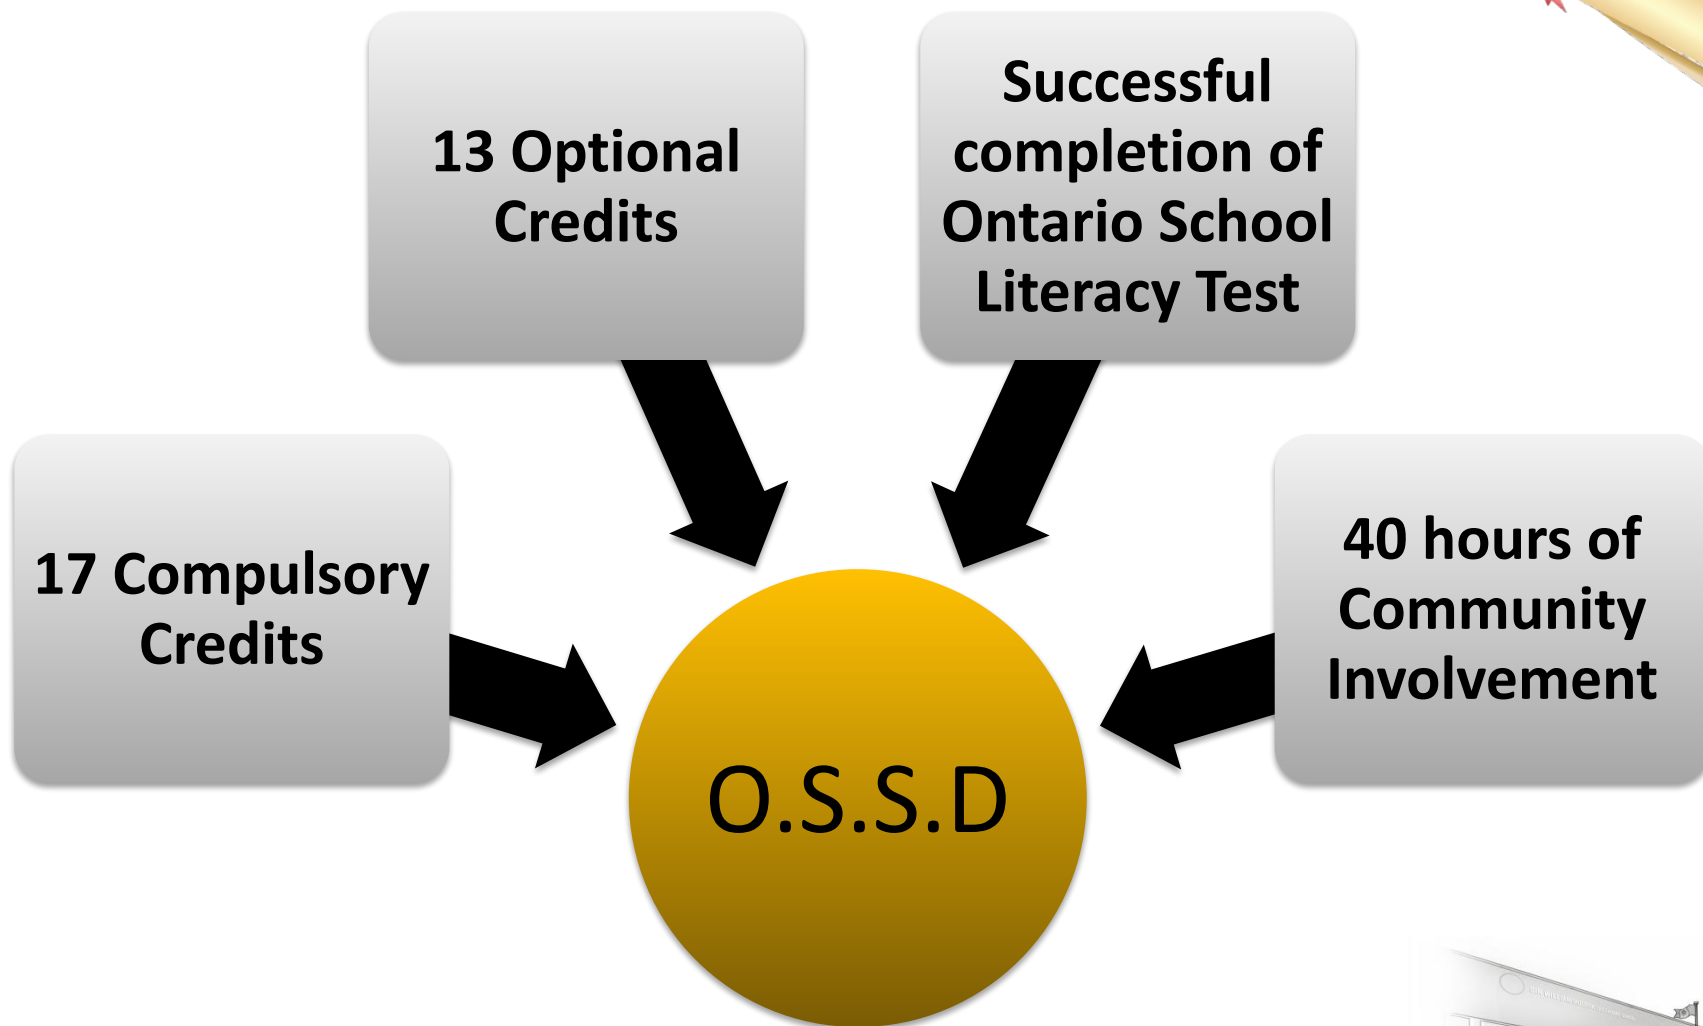 13 Optional
Credits
Successful
completion of
Ontario School
Literacy Test
17 Compulsory
Credits
40 hours of
Community
Involvement
O.S.S.D